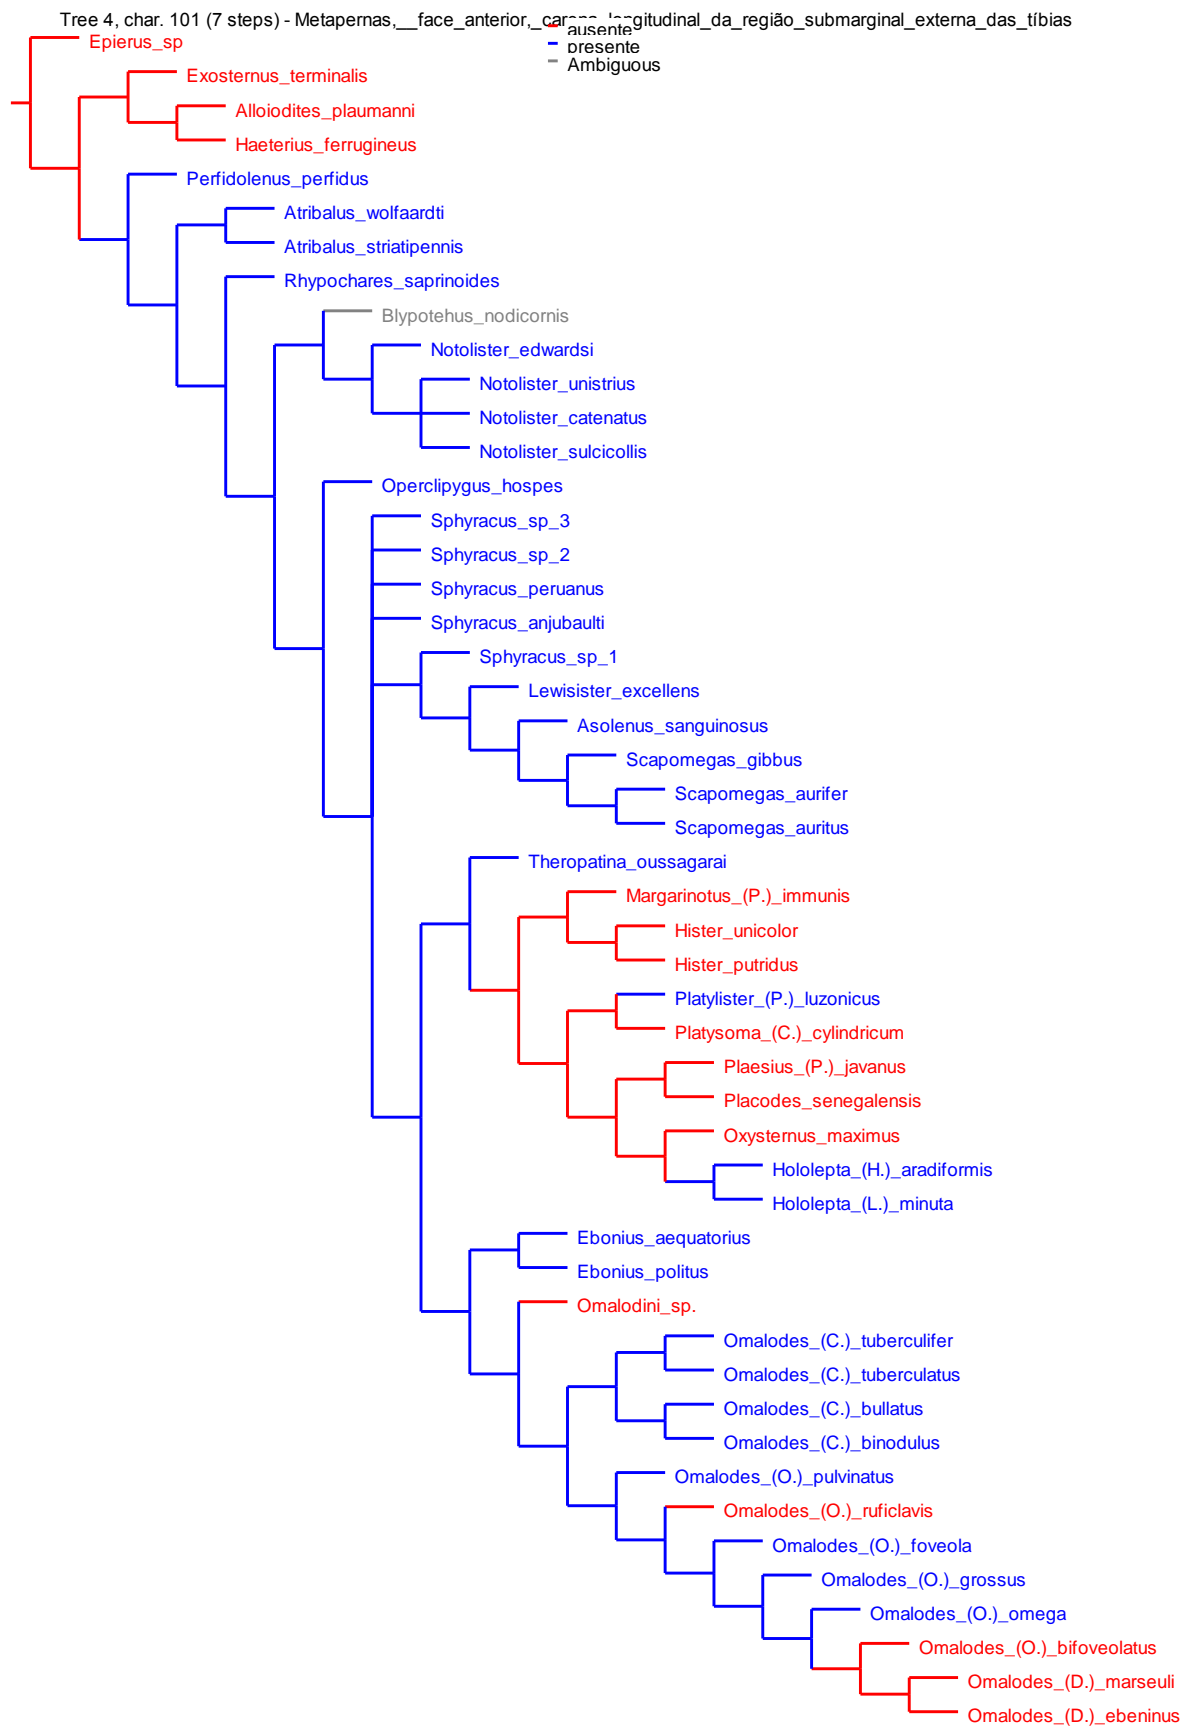 Tree 4, char. 101 (7 steps) - Metapernas,__face_anterior,_carena_longitudinal_da_região_submarginal_externa_das_tíbias
ausente
presente
Ambiguous
Epierus_sp
Exosternus_terminalis
Alloiodites_plaumanni
Haeterius_ferrugineus
Perfidolenus_perfidus
Atribalus_wolfaardti
Atribalus_striatipennis
Rhypochares_saprinoides
Blypotehus_nodicornis
Notolister_edwardsi
Notolister_unistrius
Notolister_catenatus
Notolister_sulcicollis
Operclipygus_hospes
Sphyracus_sp_3
Sphyracus_sp_2
Sphyracus_peruanus
Sphyracus_anjubaulti
Sphyracus_sp_1
Lewisister_excellens
Asolenus_sanguinosus
Scapomegas_gibbus
Scapomegas_aurifer
Scapomegas_auritus
Theropatina_oussagarai
Margarinotus_(P.)_immunis
Hister_unicolor
Hister_putridus
Platylister_(P.)_luzonicus
Platysoma_(C.)_cylindricum
Plaesius_(P.)_javanus
Placodes_senegalensis
Oxysternus_maximus
Hololepta_(H.)_aradiformis
Hololepta_(L.)_minuta
Ebonius_aequatorius
Ebonius_politus
Omalodini_sp.
Omalodes_(C.)_tuberculifer
Omalodes_(C.)_tuberculatus
Omalodes_(C.)_bullatus
Omalodes_(C.)_binodulus
Omalodes_(O.)_pulvinatus
Omalodes_(O.)_ruficlavis
Omalodes_(O.)_foveola
Omalodes_(O.)_grossus
Omalodes_(O.)_omega
Omalodes_(O.)_bifoveolatus
Omalodes_(D.)_marseuli
Omalodes_(D.)_ebeninus